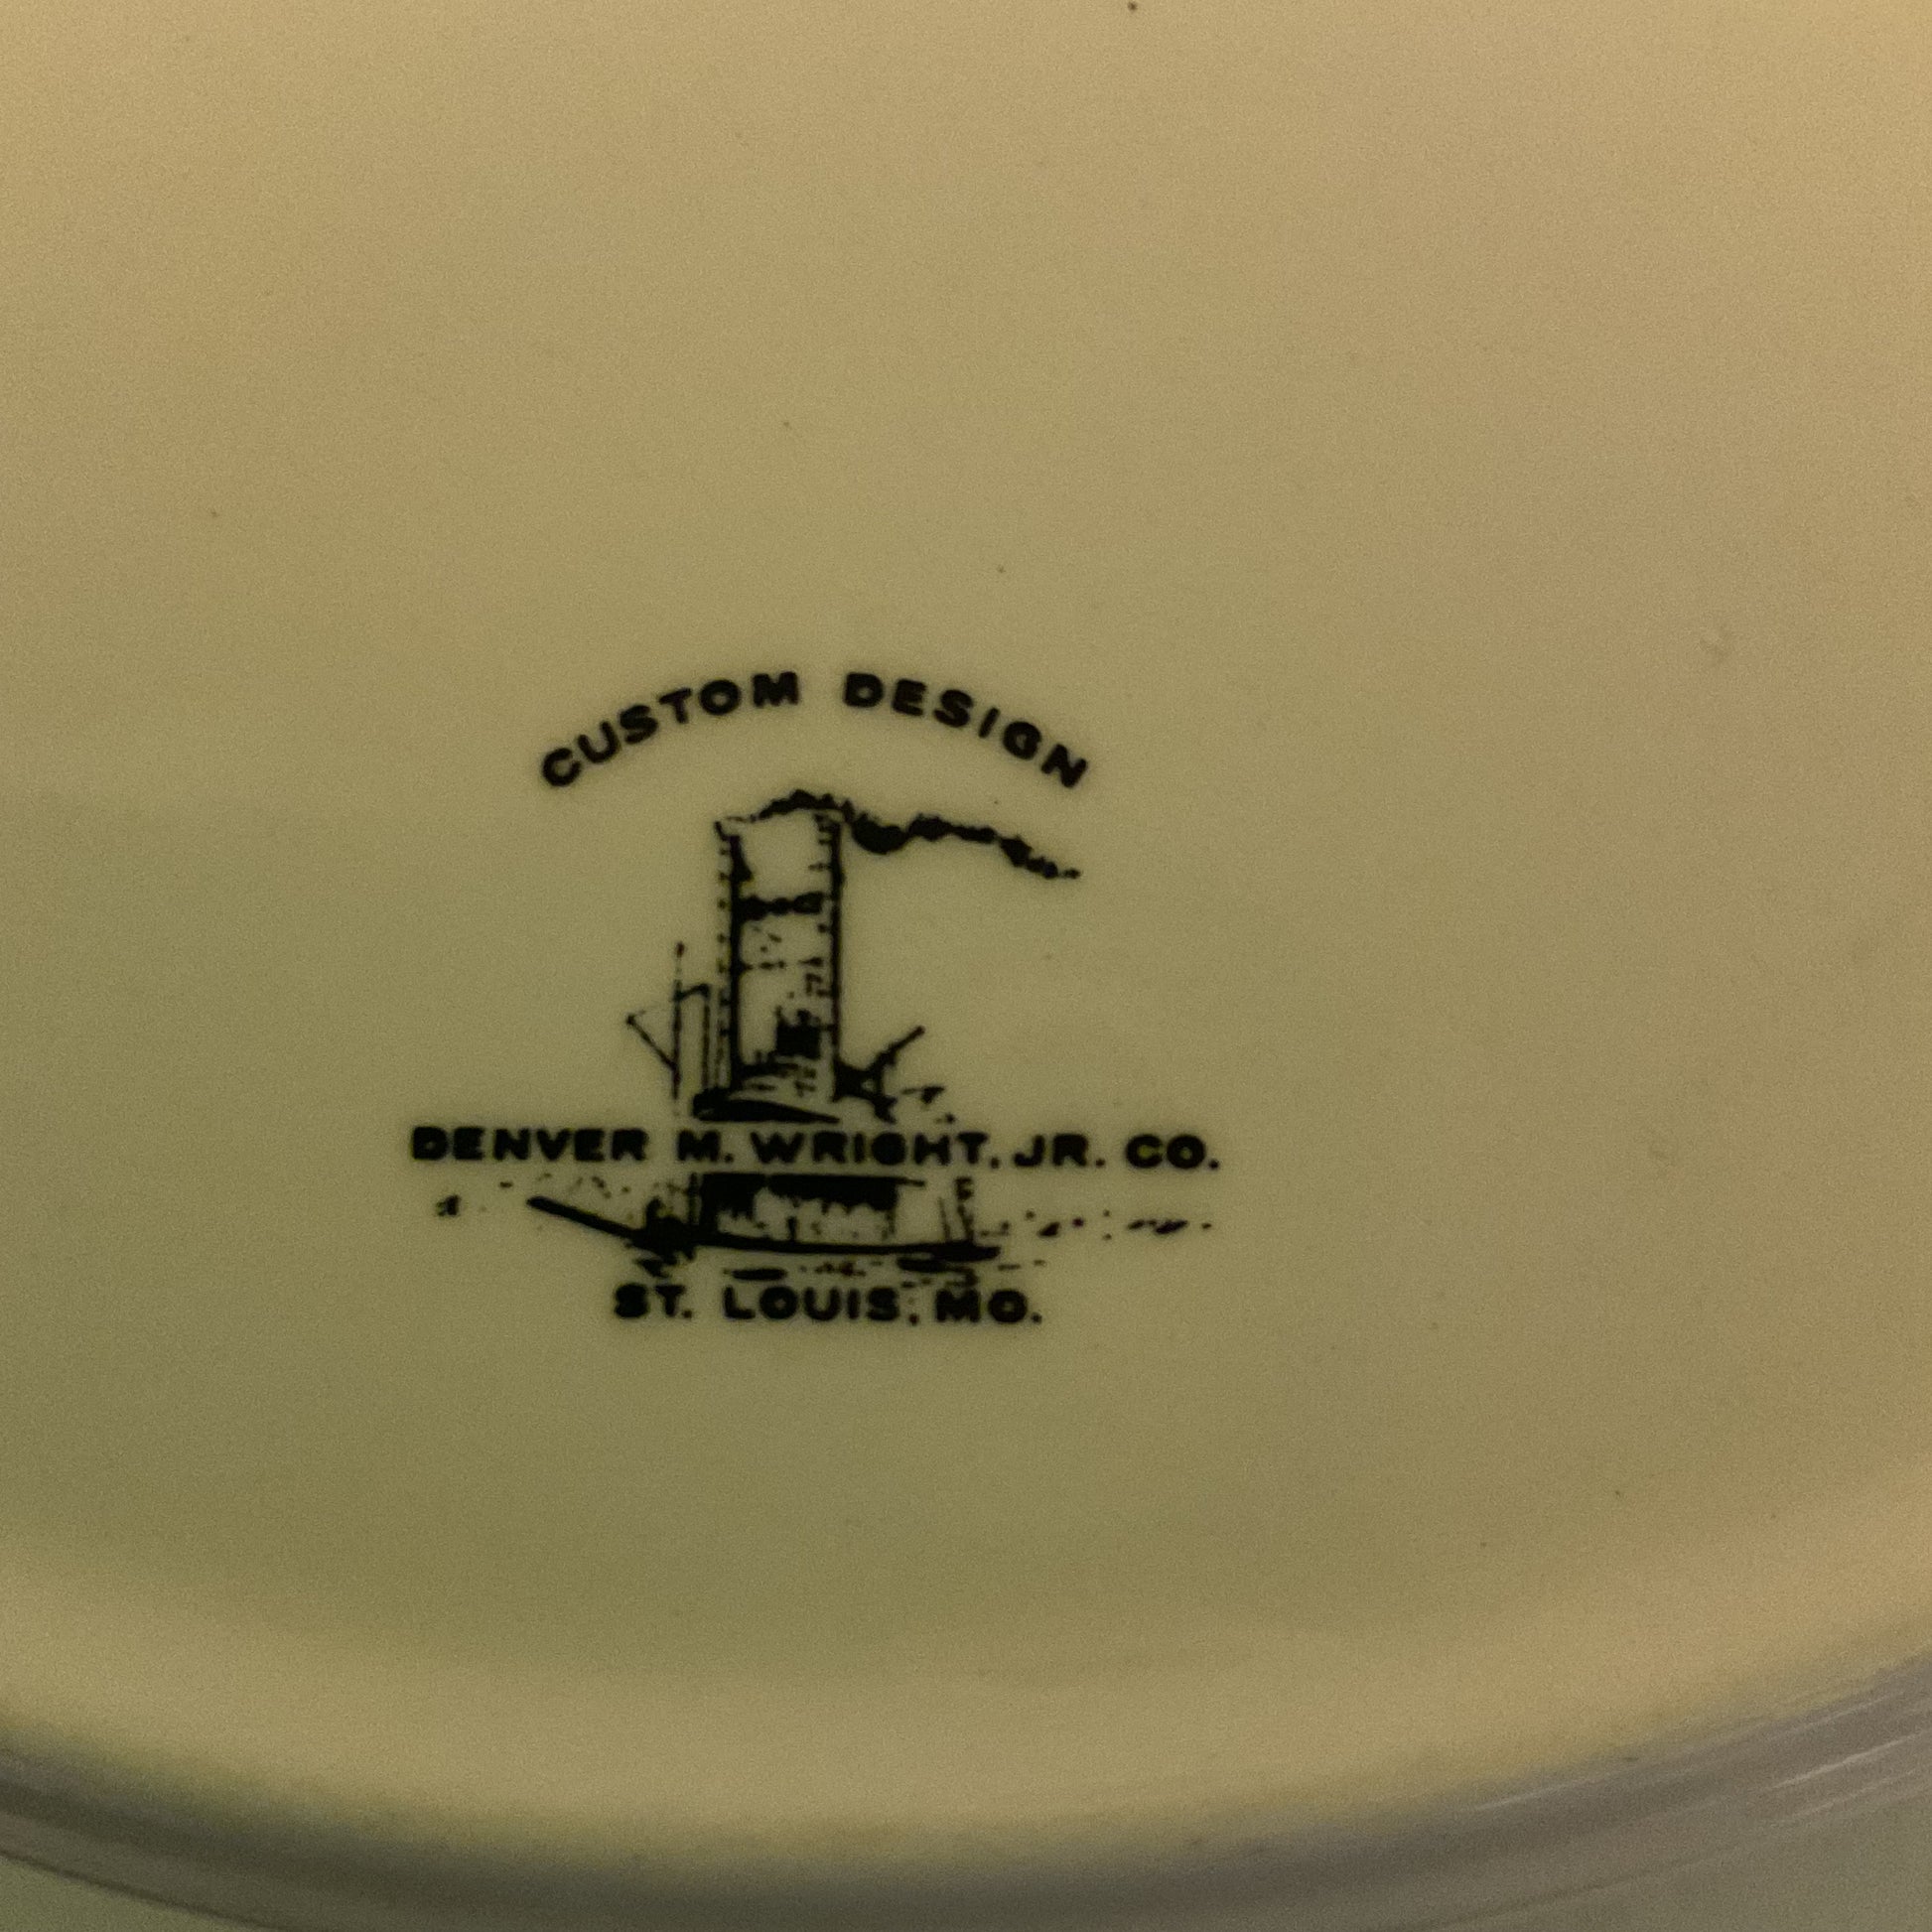 CUSTOM DESIGN
DENVER M. WRIGHT, JR. CO.
ST. LOUIS, MO.